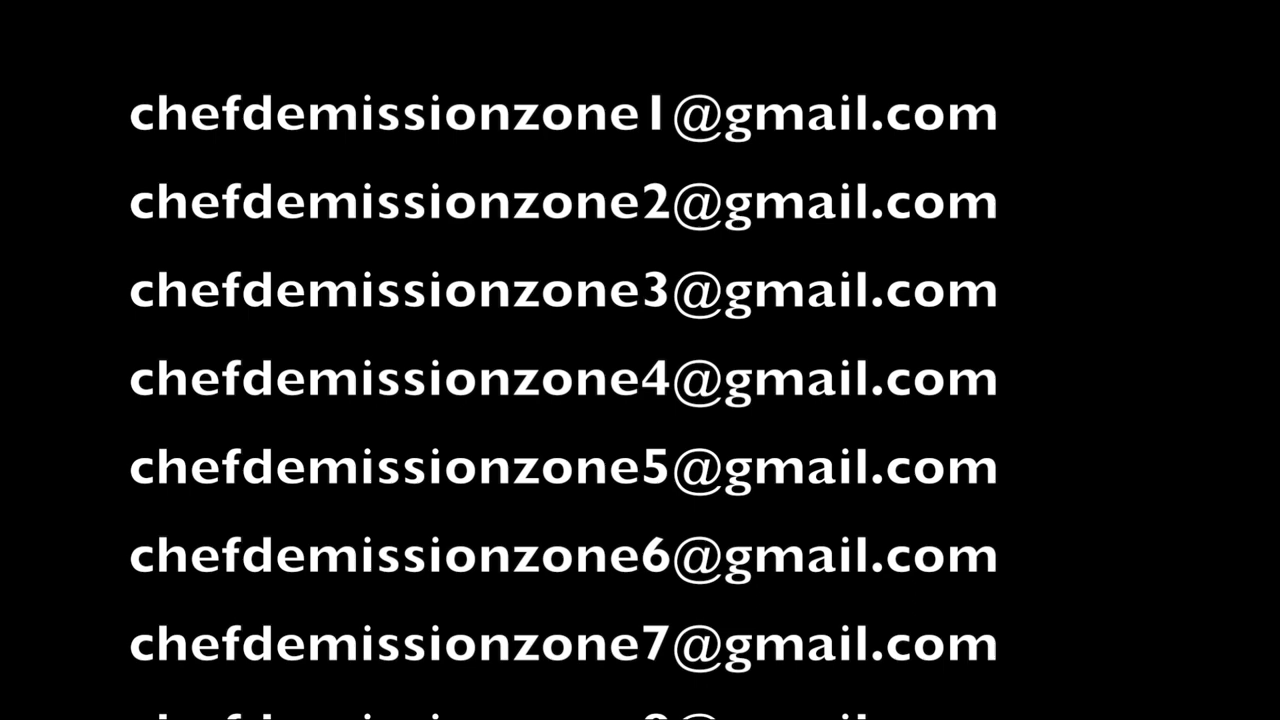 chefdemissionzone1@gmail.com
chefdemissionzone2@gmail.com
chefdemissionzone3@gmail.com
chefdemissionzone4@gmail.com
chefdemissionzone5@gmail.com
chefdemissionzone6@gmail.com
chefdemissionzone7@gmail.com